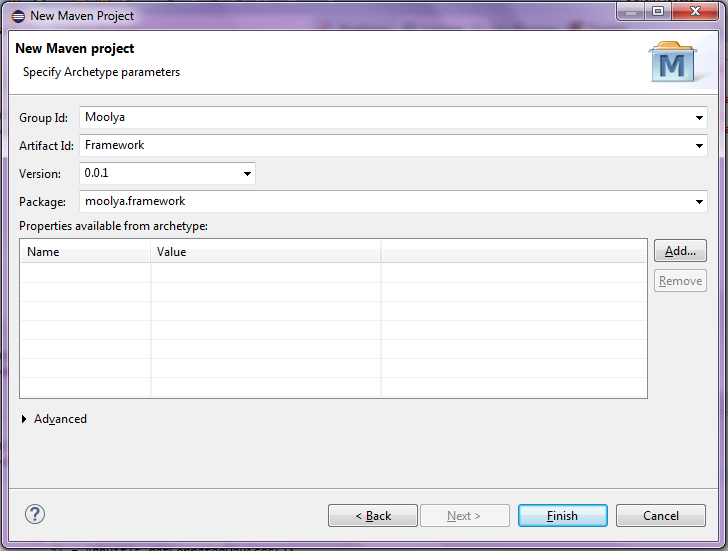 New Maven Project
New Maven project
Specify Archetype parameters
M
Group Id: Moolya
Artifact Id: Framework
Version: 0.0.1
Package: moolya.framework
Properties available from archetype:
Name Value
Add...
Remove
Advanced
? < Back Next > Finish Cancel